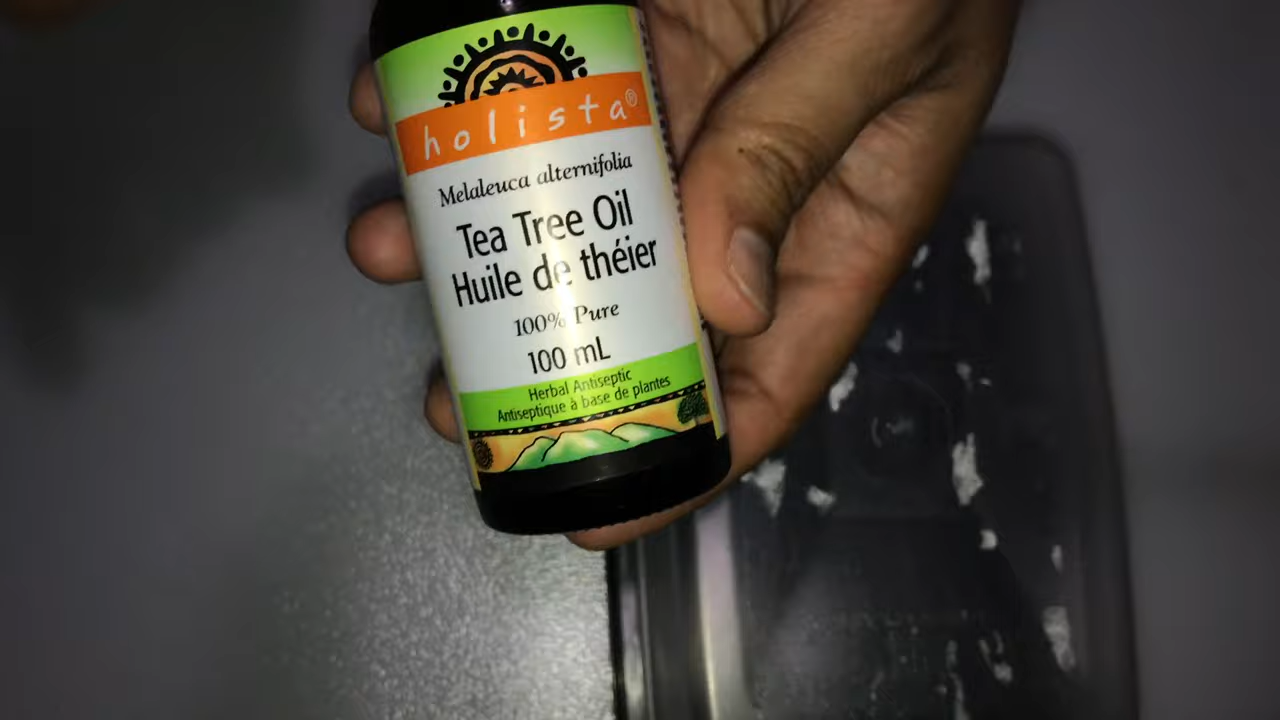 holista®
Melaleuca alternifolia
Tea Tree Oil
Huile de théier
100% Pure
100 mL
Herbal Antiseptic
Antiseptique à base de plantes